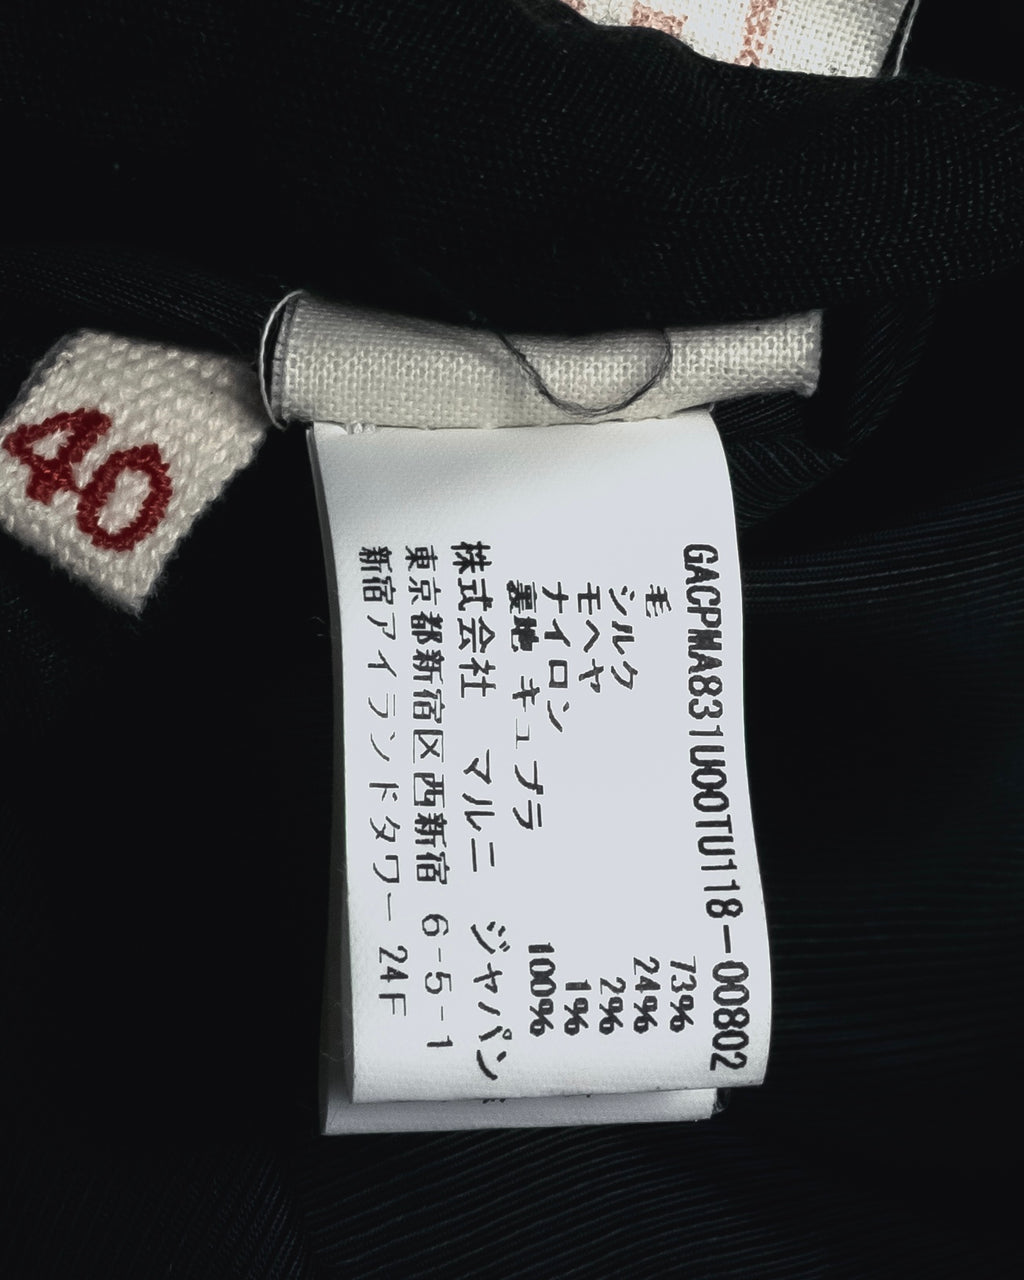 40
GACPMA831U00TU118-00802
毛 73%
シルク 24%
モヘヤ 2%
ナイロン 1%
裏地 キュプラ 100%
株式会社 マルニ ジャパン
東京都新宿区西新宿 6-5-1
新宿アイランドタワー 24F